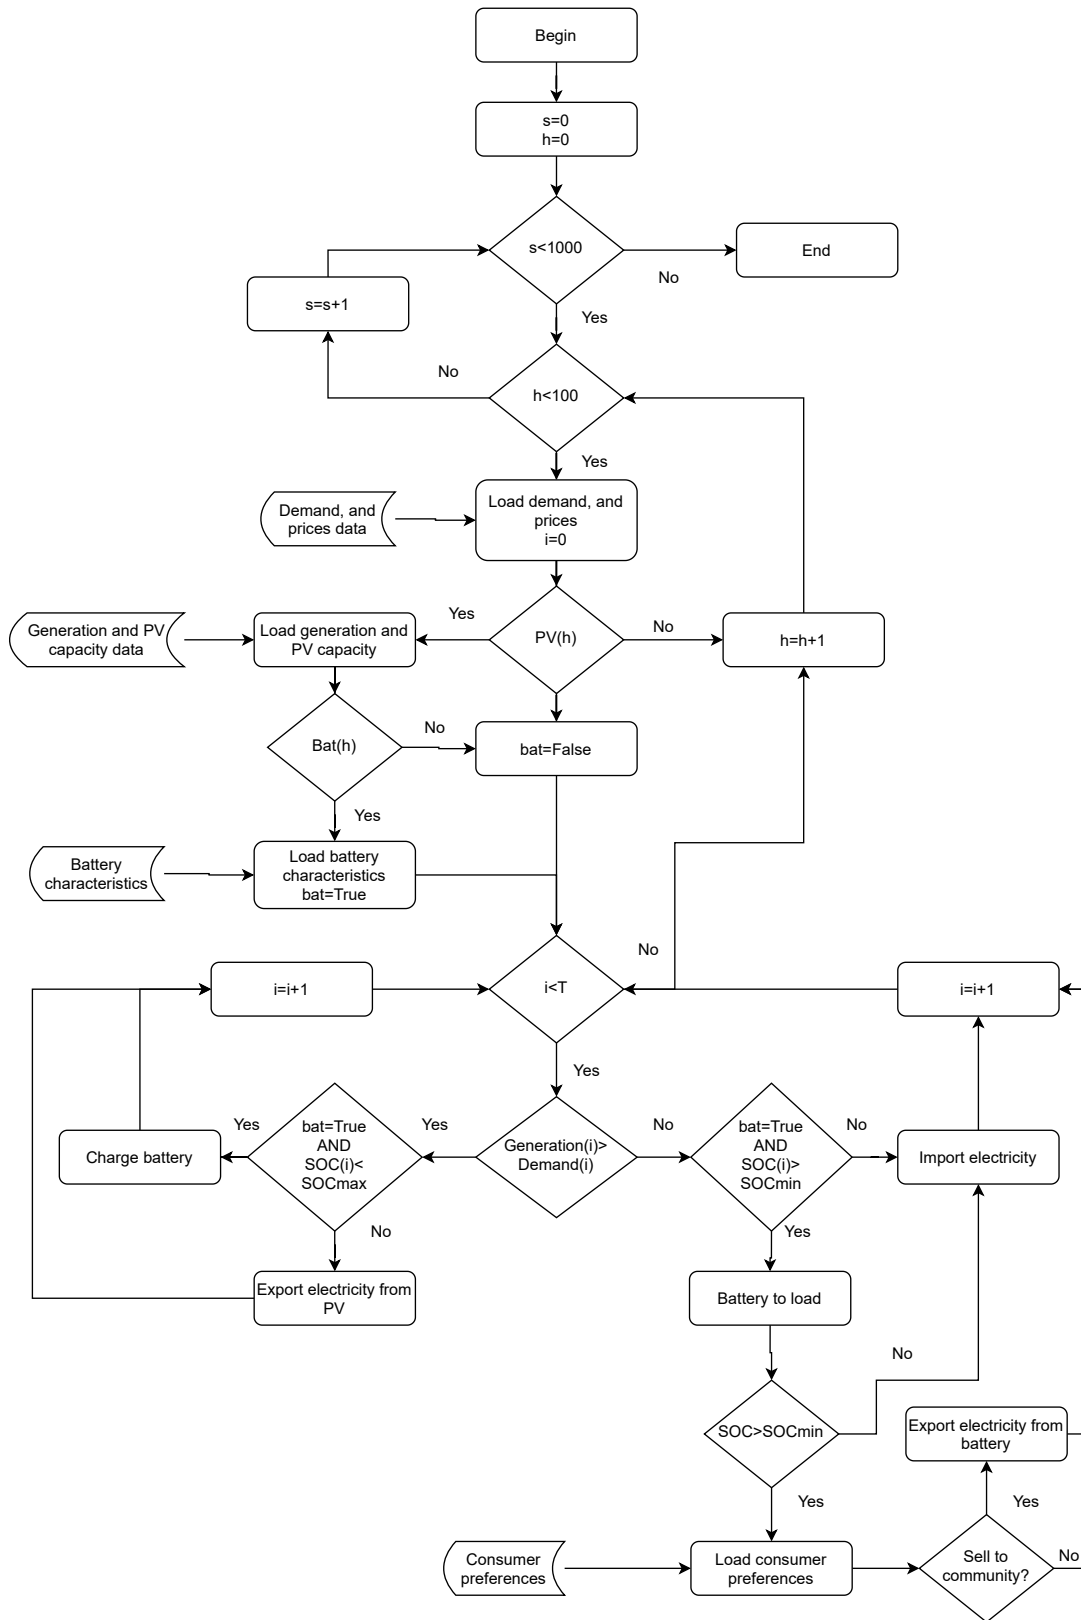 Begin
s=0
h=0
s<1000
End
No
s=s+1
Yes
No
h<100
Yes
Demand, and
prices data
Load demand, and
prices
i=0
Generation and PV
capacity data
Load generation and
PV capacity
Yes
PV(h)
No
h=h+1
Bat(h)
No
bat=False
Yes
Battery
characteristics
Load battery
characteristics
bat=True
No
i=i+1
i<T
i=i+1
Yes
Charge battery
Yes
bat=True
AND
SOC(i)<
SOCmax
Yes
Generation(i)>
Demand(i)
No
bat=True
AND
SOC(i)>
SOCmin
No
Import electricity
No
Yes
Export electricity from
PV
Battery to load
No
SOC>SOCmin
Export electricity from
battery
Yes
Yes
Consumer
preferences
Load consumer
preferences
Sell to
community?
No